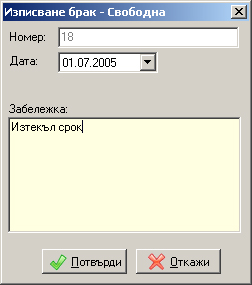 Изписване брак - Свободна
Номер: 18
Дата: 01.07.2005
Забележка:
Изтекъл срок
Потвърди Откажи